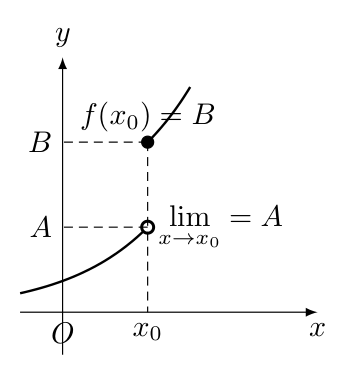 y
f(x₀) = B
B
A
lim = A
x→x₀
O
x₀
x